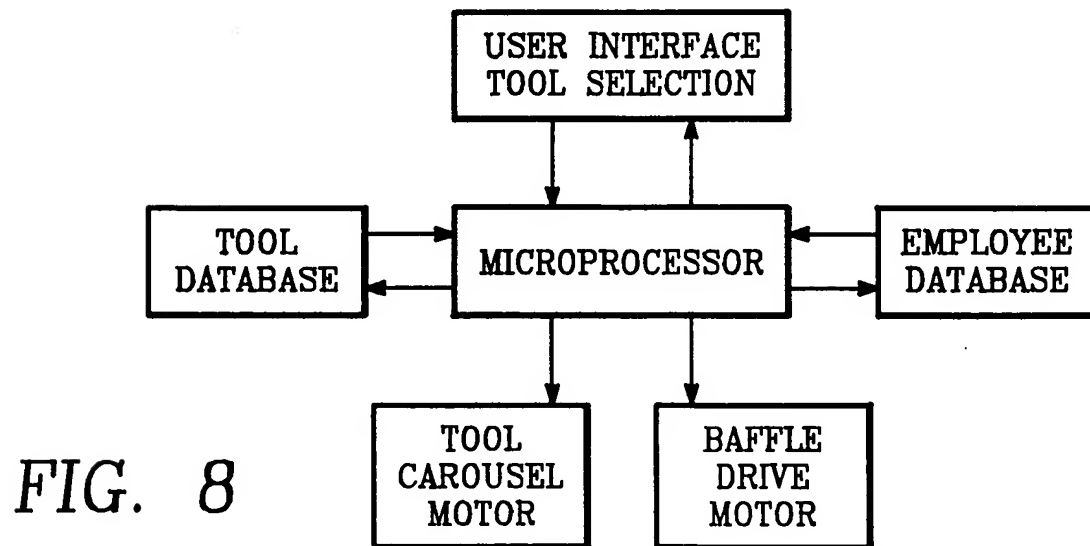 USER INTERFACE
TOOL SELECTION
TOOL
DATABASE
MICROPROCESSOR
EMPLOYEE
DATABASE
TOOL
CAROUSEL
MOTOR
BAFFLE
DRIVE
MOTOR
FIG. 8